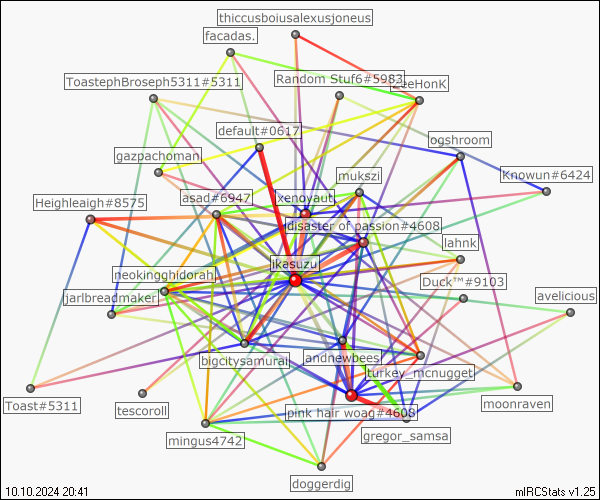 thiccusboiusalexusjoneus
facadas.
ToastephBroseph5311#5311
Random Stuf6#5983
ZeeHonK
default#0617
ogshroom
gazpachoman
mukszi
Knowun#6424
Heighleaigh#8575
asad#6947
xenovauti
disaster of passion#4608
lahnk
ikasuzu
neokingghidorah
Duck™#9103
jarlbreadmaker
avelicious
bigcitysamurai
andnewbees
turkey_mcnugget
Toast#5311
tescoroll
pink hair woag#4608
moonraven
mingus4742
gregor_samsa
doggerdig
10.10.2024 20:41
mIRCStats v1.25